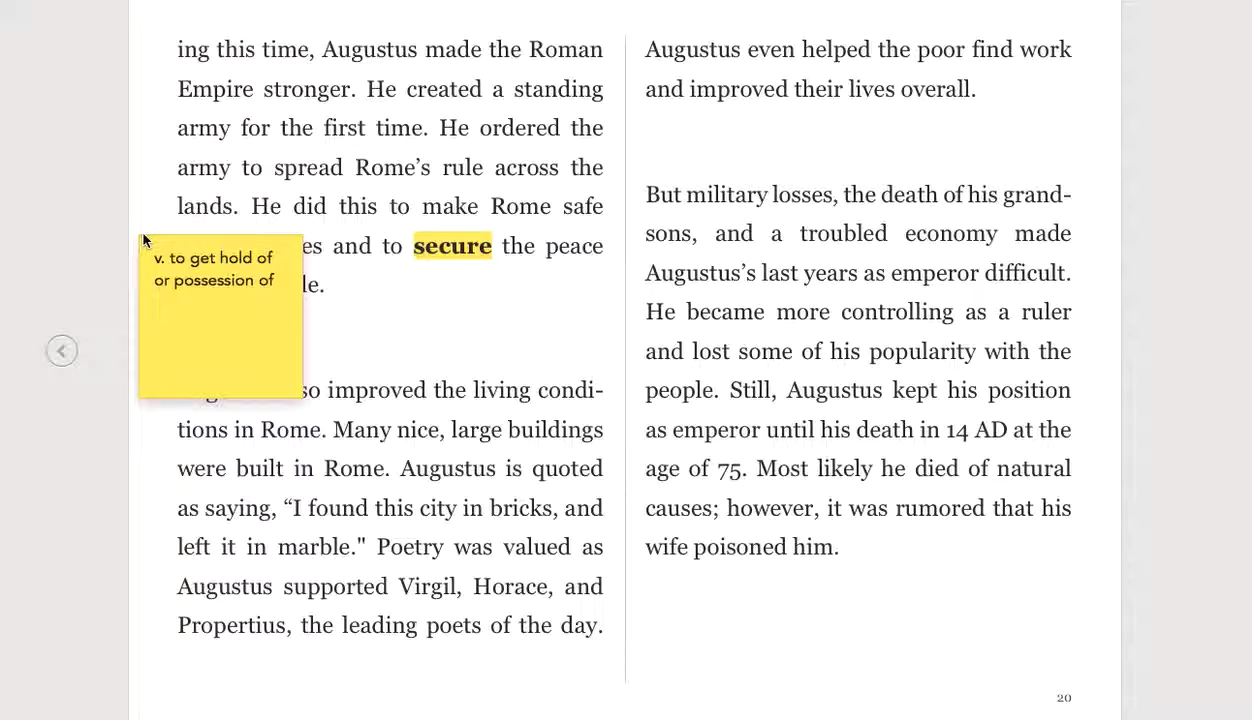 ing this time, Augustus made the Roman
Empire stronger. He created a standing
army for the first time. He ordered the
army to spread Rome’s rule across the
lands. He did this to make Rome safe
es and to secure the peace
v. to get hold of
or possession of
le.
so improved the living condi-
tions in Rome. Many nice, large buildings
were built in Rome. Augustus is quoted
as saying, “I found this city in bricks, and
left it in marble." Poetry was valued as
Augustus supported Virgil, Horace, and
Propertius, the leading poets of the day.
Augustus even helped the poor find work
and improved their lives overall.
But military losses, the death of his grand-
sons, and a troubled economy made
Augustus’s last years as emperor difficult.
He became more controlling as a ruler
and lost some of his popularity with the
people. Still, Augustus kept his position
as emperor until his death in 14 AD at the
age of 75. Most likely he died of natural
causes; however, it was rumored that his
wife poisoned him.
20